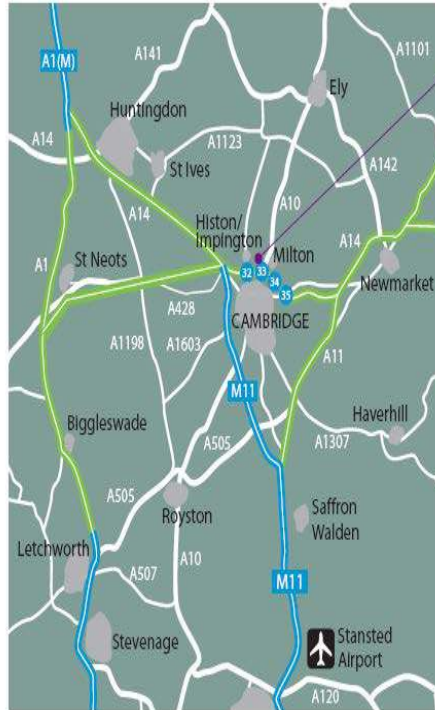 A1(M)
A141
A1101
Ely
Huntingdon
A14
A1123
St Ives
A142
A10
A14
Histon/
Impington
Milton
A14
A1
St Neots
32
33
34
35
Newmarket
A428
CAMBRIDGE
A1198
A1603
A11
M11
Haverhill
Biggleswade
A505
A1307
A505
Royston
Saffron
Walden
Letchworth
A507
A10
M11
Stevenage
Stansted
Airport
A120